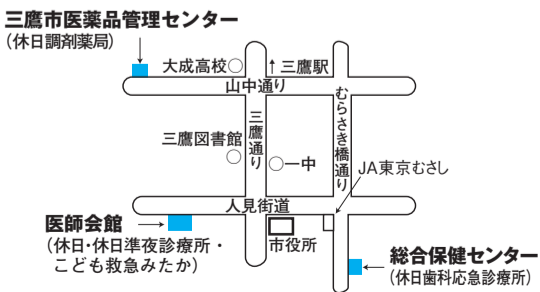 三鷹市医薬品管理センター
(休日調剤薬局)
大成高校
↑三鷹駅
山中通り
三鷹通り
むらさき橋通り
三鷹図書館
一中
JA東京むさし
人見街道
医師会館
(休日・休日準夜診療所・
こども救急みたか)
市役所
総合保健センター
(休日歯科応急診療所)